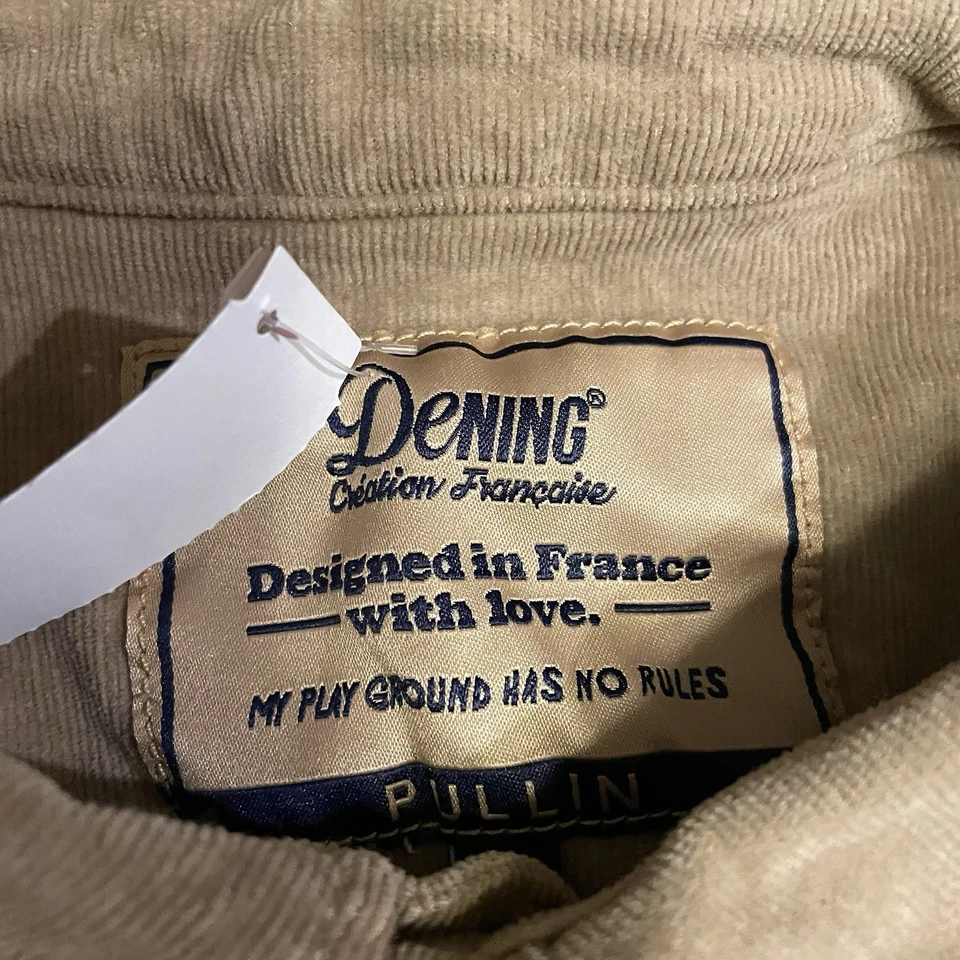 DeNING®
Création Française
Designed in France
with love.
MY PLAY GROUND HAS NO RULES
PULLIN